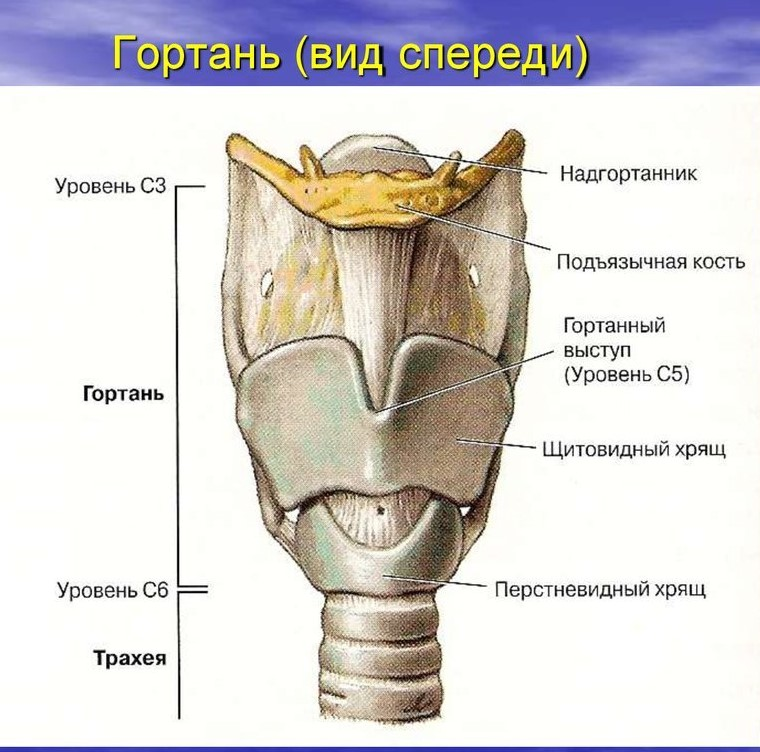 Гортань (вид спереди)
Уровень С3
Надгортанник
Подъязычная кость
Гортанный
выступ
(Уровень С5)
Гортань
Щитовидный хрящ
Уровень С6
Перстневидный хрящ
Трахея